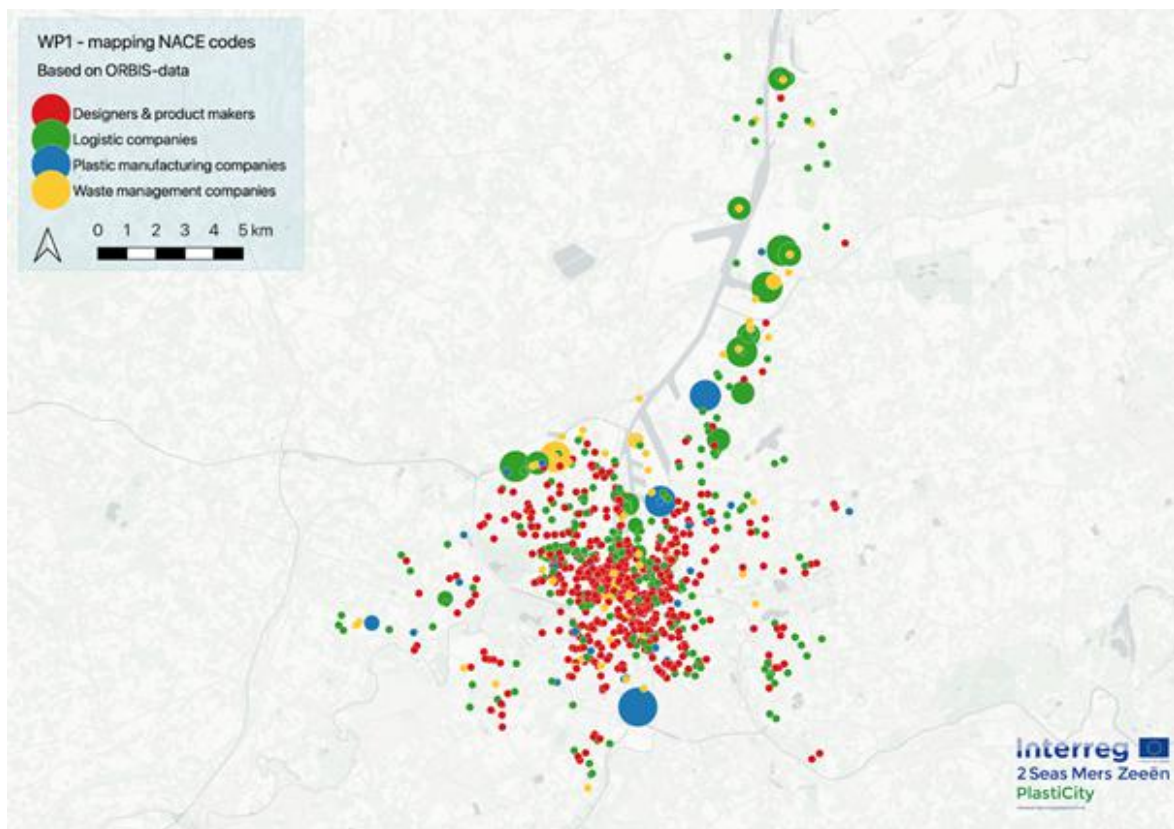 WP1 - mapping NACE codes
Based on ORBIS-data
Designers & product makers
Logistic companies
Plastic manufacturing companies
Waste management companies
0 1 2 3 4 5 km
Interreg
2 Seas Mers Zeeën
PlastiCity